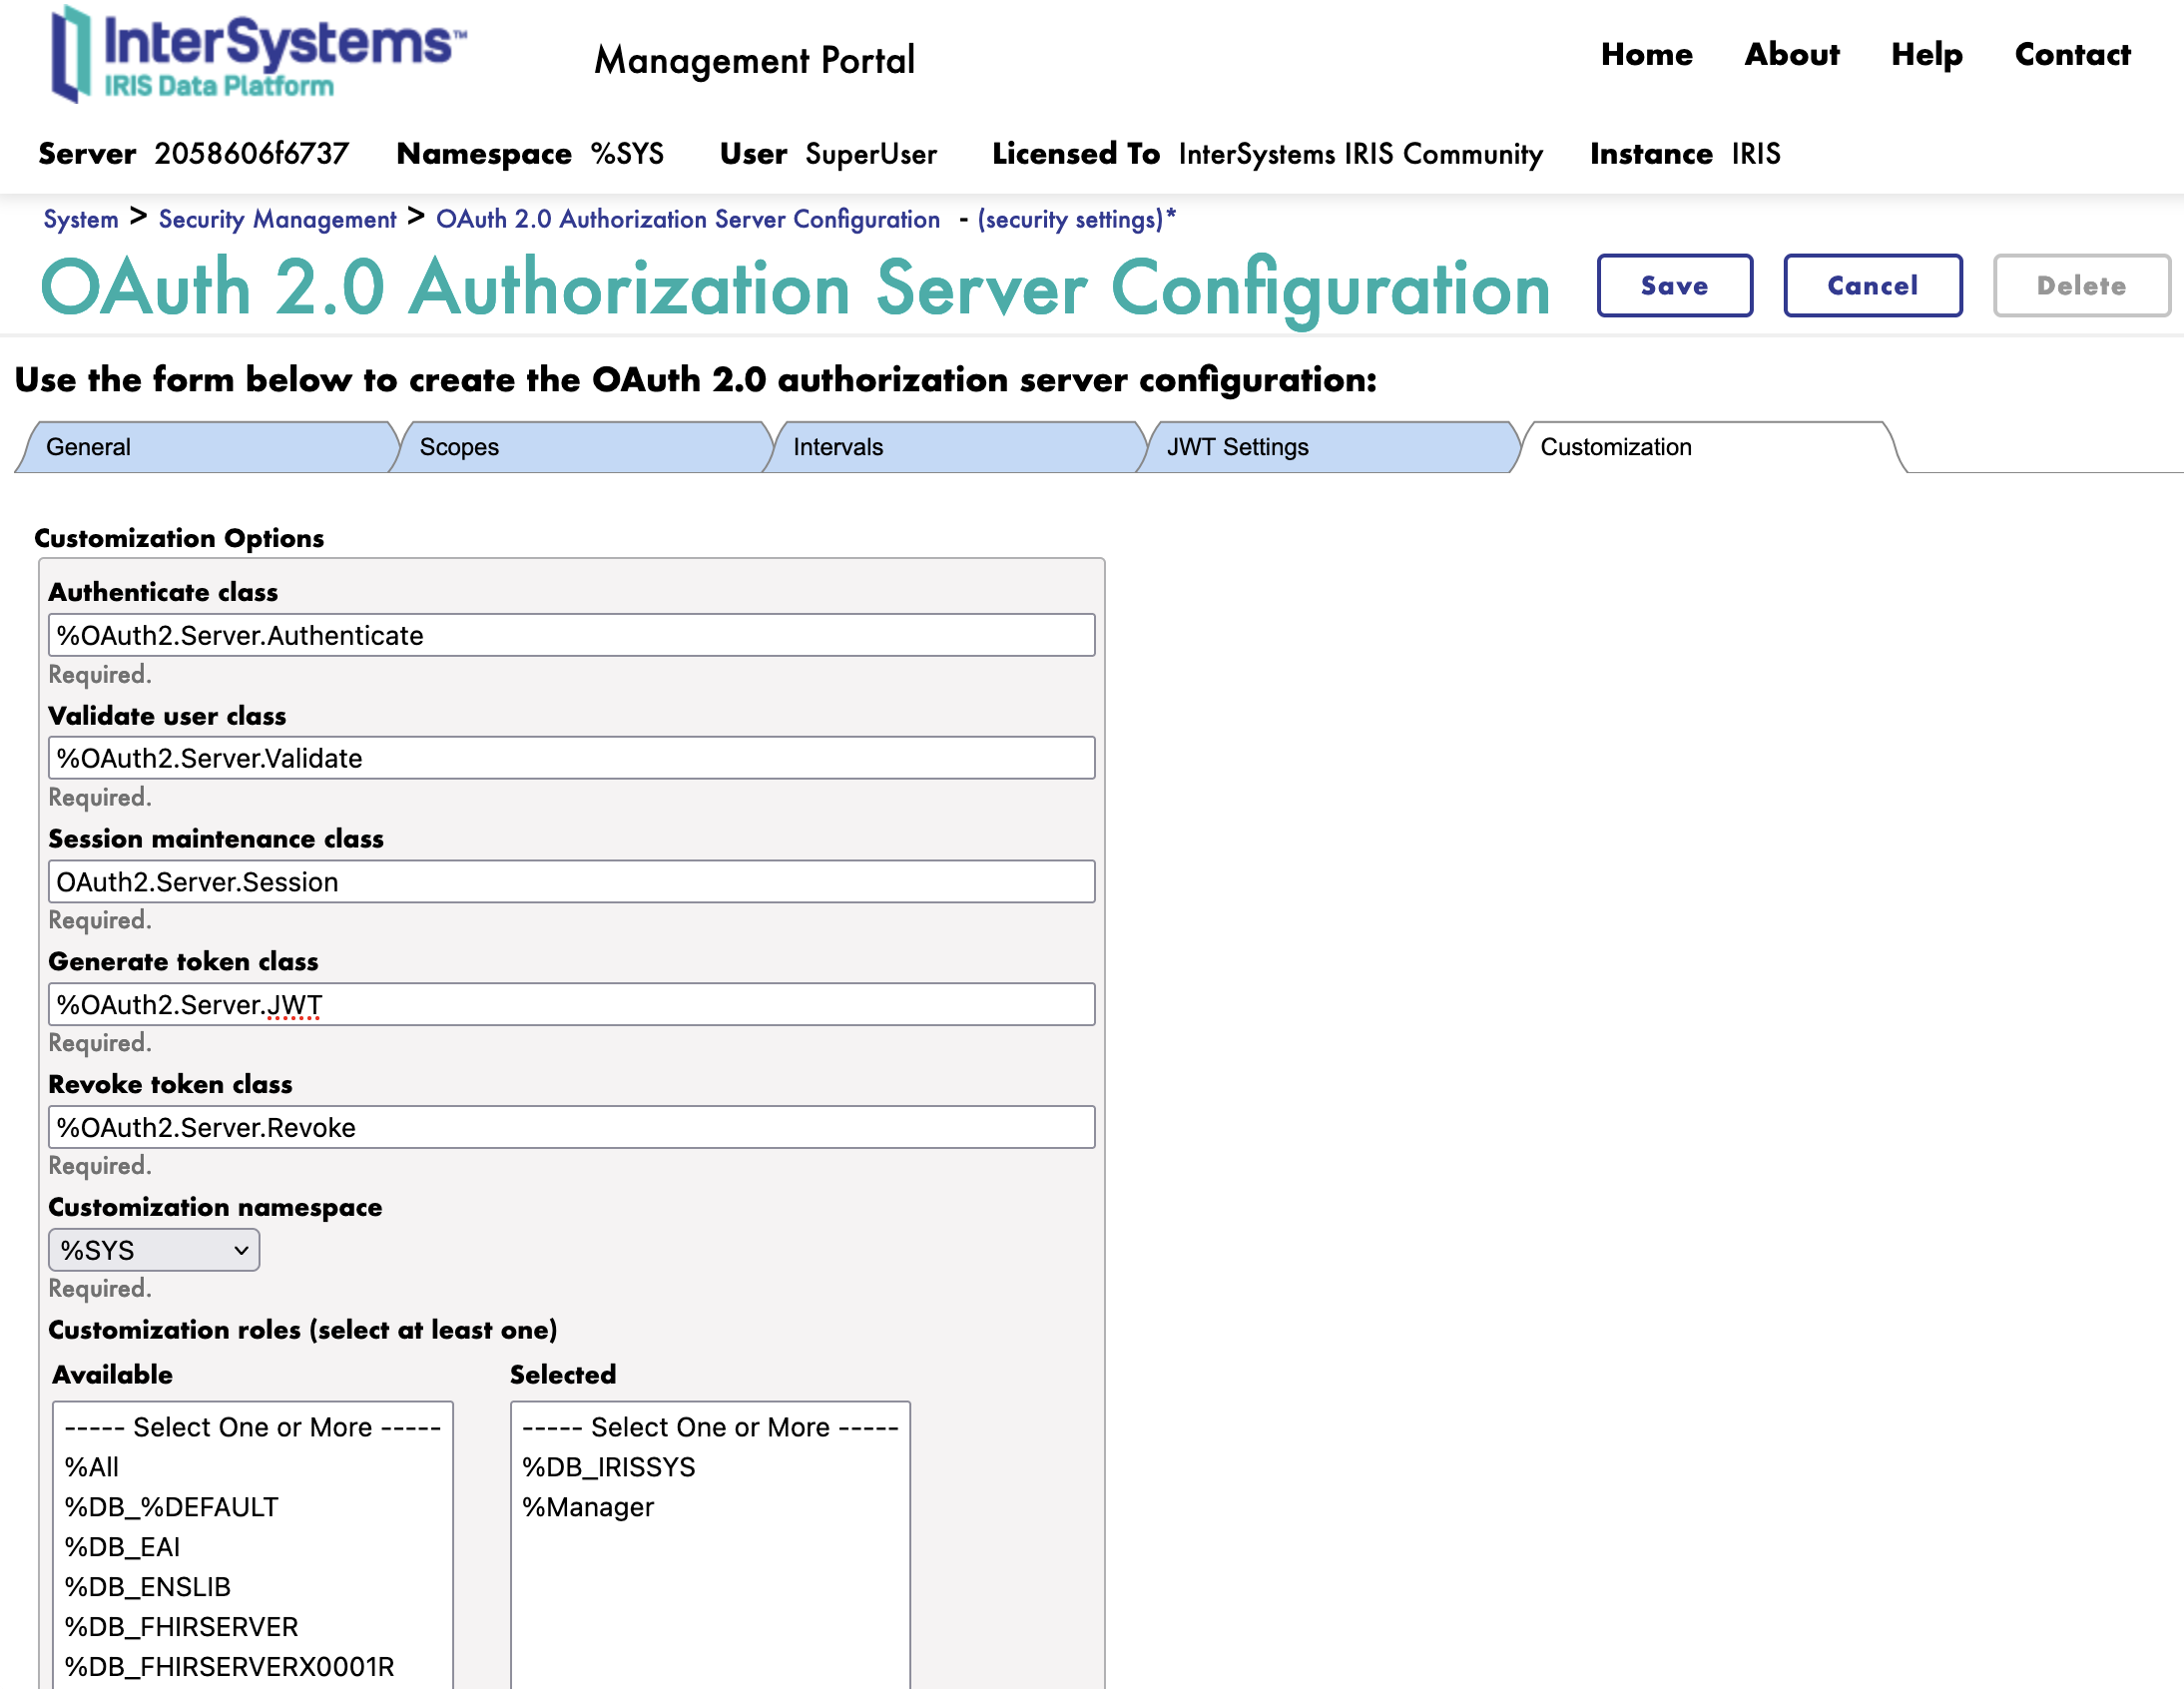 InterSystems™
IRIS Data Platform
Management Portal
Home About Help Contact
Server 2058606f6737 Namespace %SYS User SuperUser Licensed To InterSystems IRIS Community Instance IRIS
System > Security Management > OAuth 2.0 Authorization Server Configuration - (security settings)*
OAuth 2.0 Authorization Server Configuration
Save Cancel Delete
Use the form below to create the OAuth 2.0 authorization server configuration:
General Scopes Intervals JWT Settings Customization
Customization Options
Authenticate class
%OAuth2.Server.Authenticate
Required.
Validate user class
%OAuth2.Server.Validate
Required.
Session maintenance class
OAuth2.Server.Session
Required.
Generate token class
%OAuth2.Server.JWT
Required.
Revoke token class
%OAuth2.Server.Revoke
Required.
Customization namespace
%SYS
Required.
Customization roles (select at least one)
Available Selected
----- Select One or More ----- ----- Select One or More -----
%All %DB_IRISSYS
%DB_%DEFAULT %Manager
%DB_EAI
%DB_ENSLIB
%DB_FHIRSERVER
%DB_FHIRSERVERX0001R